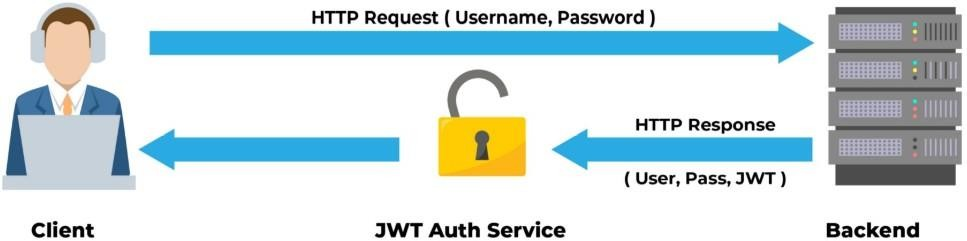 HTTP Request ( Username, Password )
HTTP Response
( User, Pass, JWT )
Client
JWT Auth Service
Backend